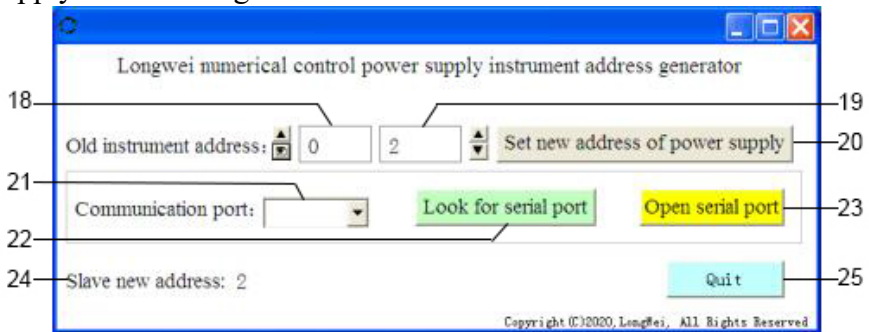 Longwei numerical control power supply instrument address generator
18 19
Old instrument address: 0 2 Set new address of power supply 20
21
Communication port: Look for serial port Open serial port 23
22
24 Slave new address: 2 Quit 25
Copyright (C)2020, LongWei, All Rights Reserved